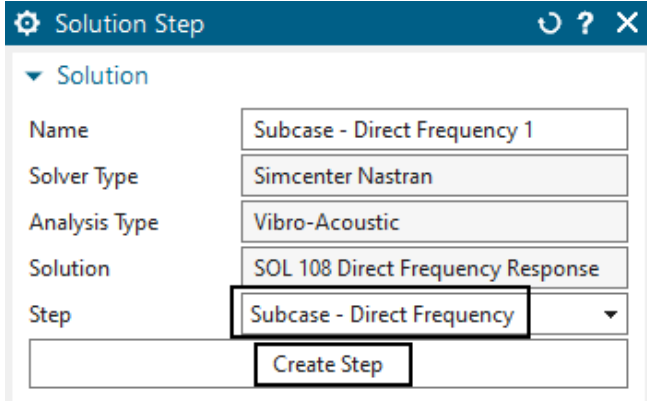 Solution Step ?
Solution
Name Subcase - Direct Frequency 1
Solver Type Simcenter Nastran
Analysis Type Vibro-Acoustic
Solution SOL 108 Direct Frequency Response
Step Subcase - Direct Frequency
Create Step